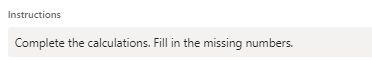 Instructions
Complete the calculations. Fill in the missing numbers.